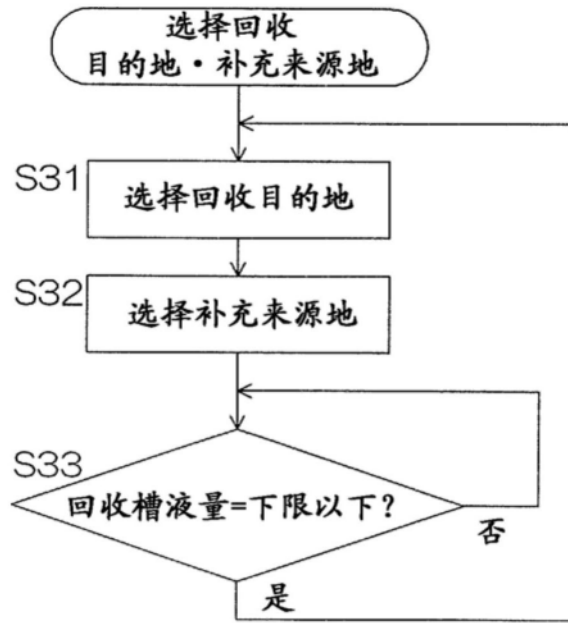 选择回收
目的地·补充来源地
S31
选择回收目的地
S32
选择补充来源地
S33
回收槽液量=下限以下?
否
是